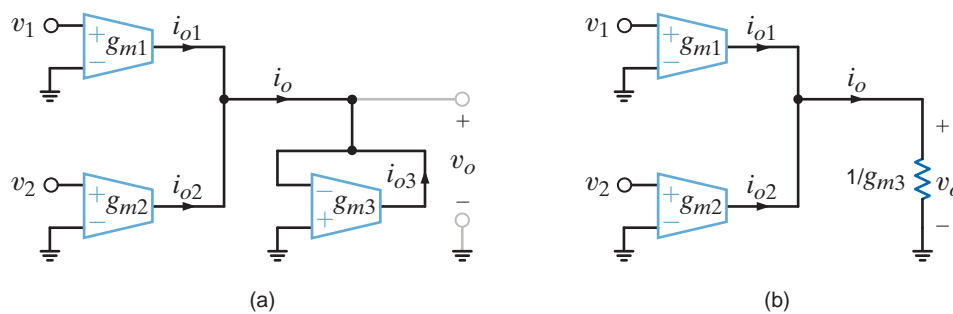 v1
+
−
gm1
io1
io
+
vo
−
v2
+
−
gm2
io2
−
+
gm3
io3
(a)
v1
+
−
gm1
io1
io
+
1/gm3
vo
−
v2
+
−
gm2
io2
(b)